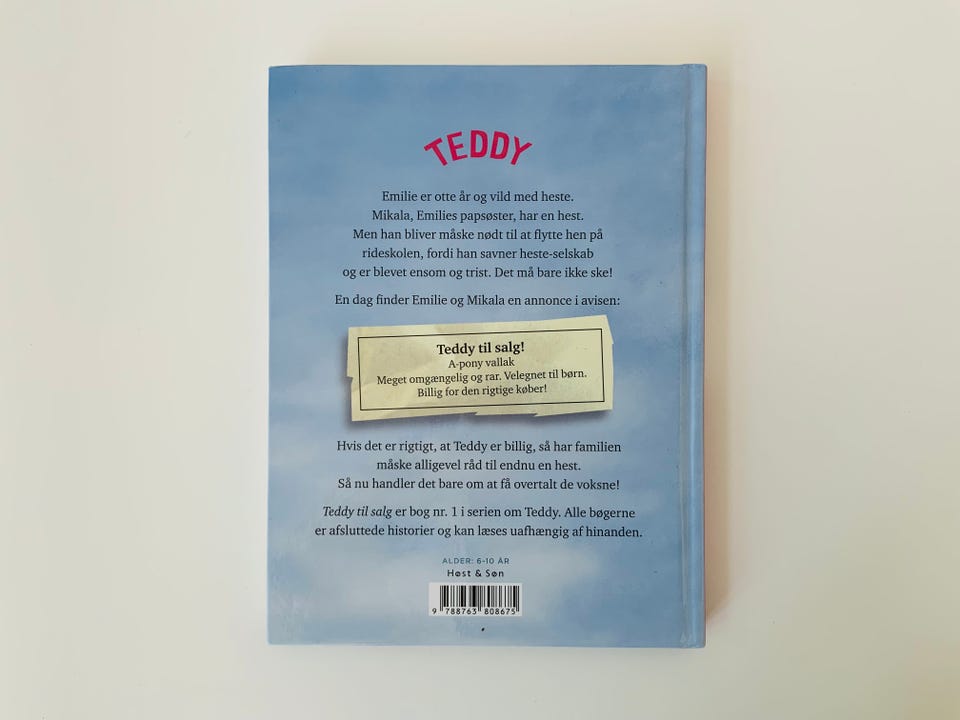 TEDDY
Emilie er otte år og vild med heste.
Mikala, Emilies papsøster, har en hest.
Men han bliver måske nødt til at flytte hen på
rideskolen, fordi han savner heste-selskab
og er blevet ensom og trist. Det må bare ikke ske!
En dag finder Emilie og Mikala en annonce i avisen:
Teddy til salg!
A-pony vallak
Meget omgængelig og rar. Velegnet til børn.
Billig for den rigtige køber!
Hvis det er rigtigt, at Teddy er billig, så har familien
måske alligevel råd til endnu en hest.
Så nu handler det bare om at få overtalt de voksne!
Teddy til salg er bog nr. 1 i serien om Teddy. Alle bøgerne
er afsluttede historier og kan læses uafhængig af hinanden.
ALDER: 6-10 ÅR
Høst & Søn
9 788763 808675